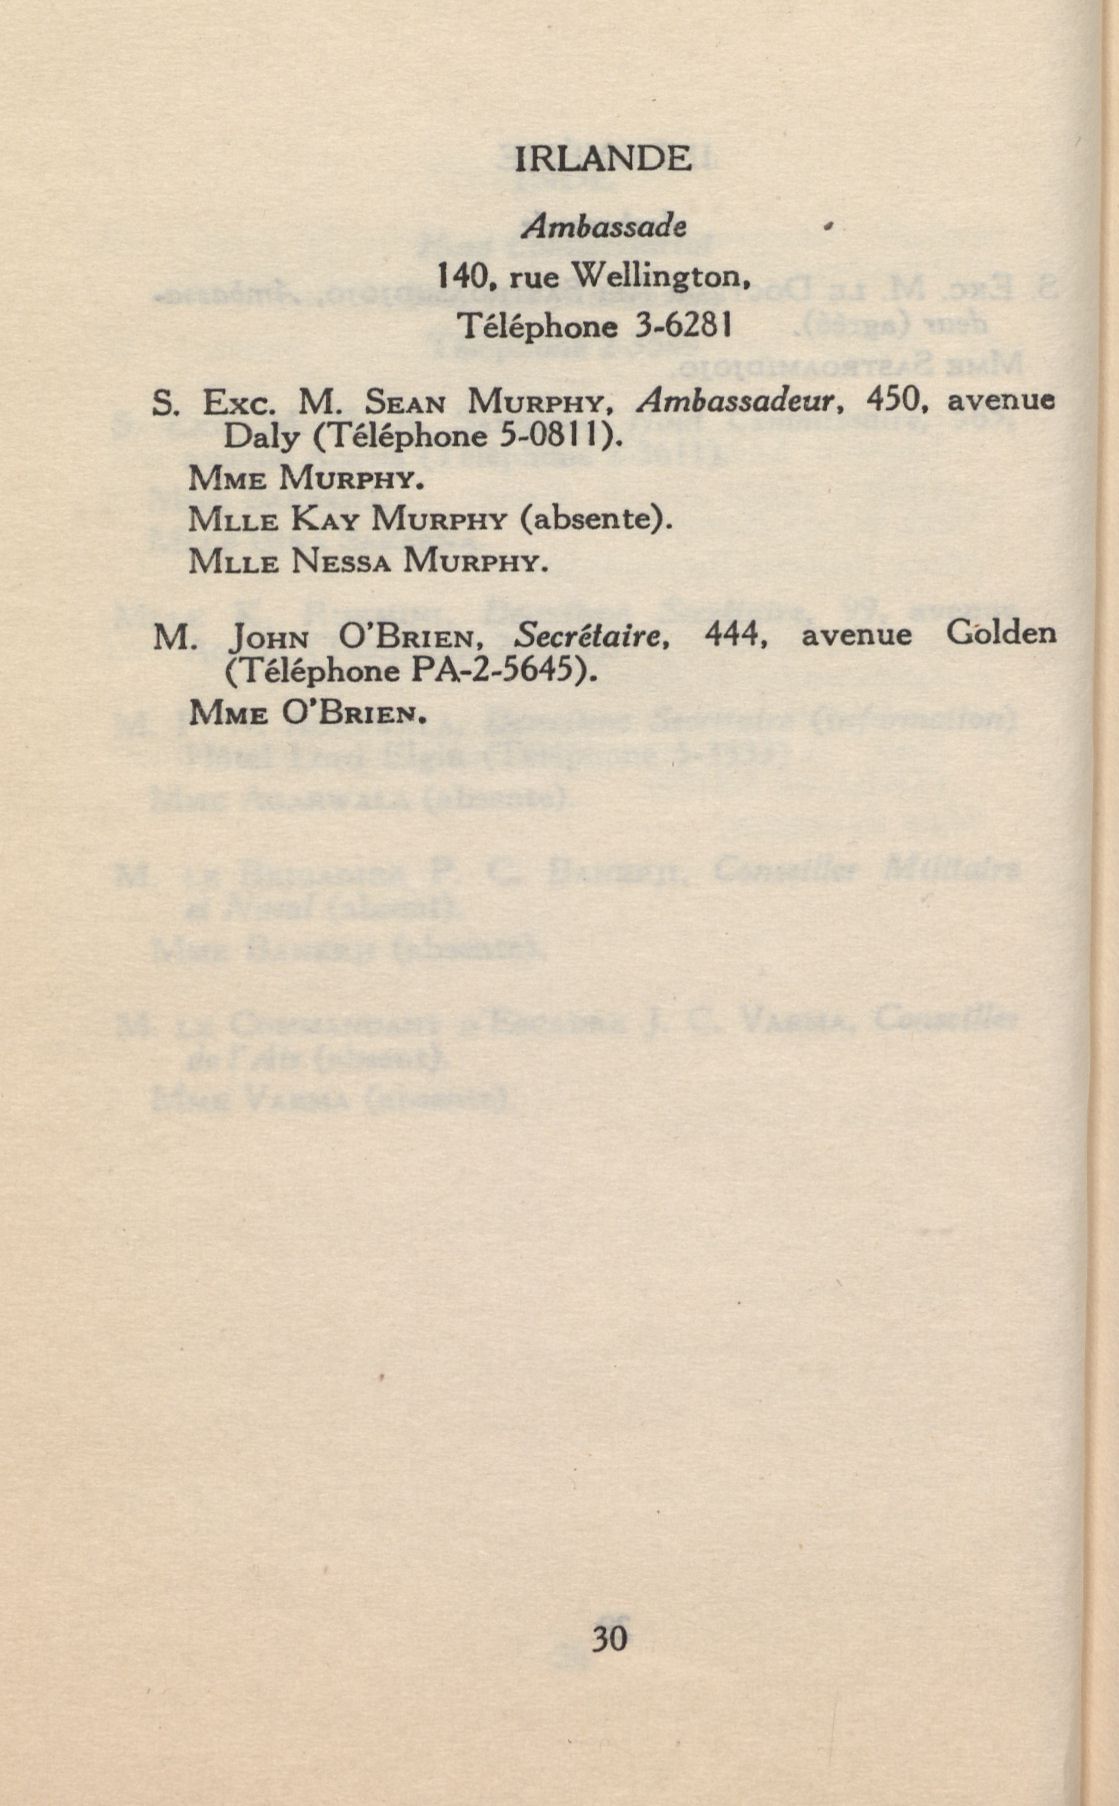 IRLANDE
Ambassade
140, rue Wellington,
Téléphone 3-6281
S. Exc. M. Sean Murphy, Ambassadeur, 450, avenue
Daly (Téléphone 5-0811).
Mme Murphy.
Mlle Kay Murphy (absente).
Mlle Nessa Murphy.
M. John O'Brien, Secrétaire, 444, avenue Golden
(Téléphone PA-2-5645).
Mme O'Brien.
30